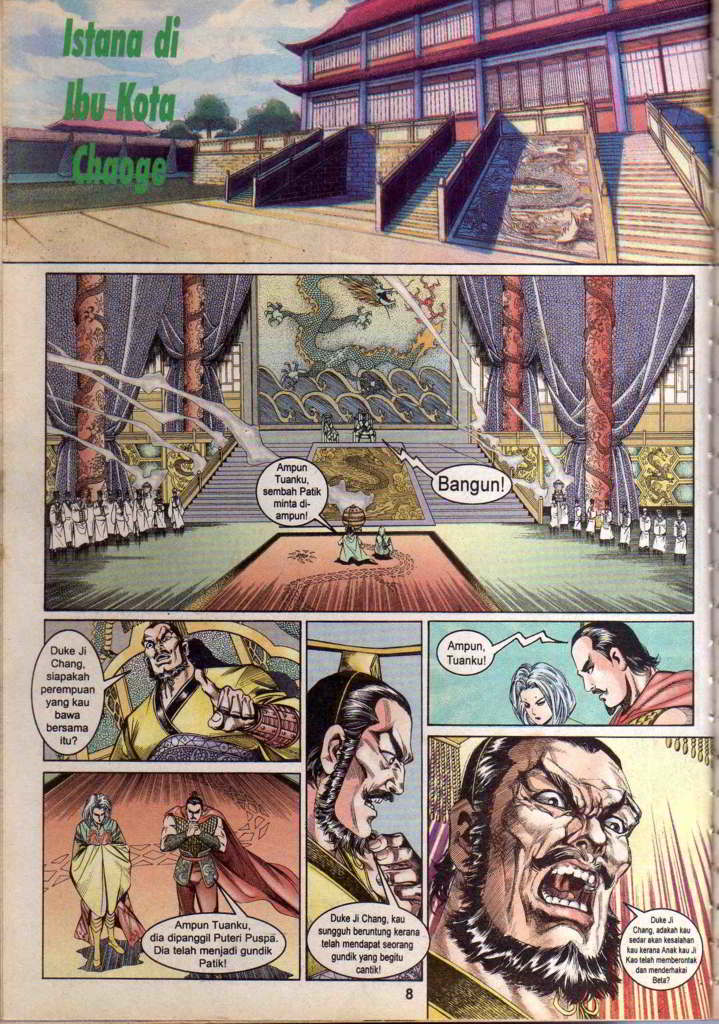 Istana di
Ibu Kota
Chaoge
Ampun
Tuanku,
sembah Patik
minta di-
ampun!
Bangun!
Duke Ji
Chang,
siapakah
perempuan
yang kau
bawa
bersama
itu?
Ampun Tuanku,
dia dipanggil Puteri Puspa.
Dia telah menjadi gundik
Patik!
Duke Ji Chang, kau
sungguh beruntung kerana
telah mendapat seorang
gundik yang begitu
cantik!
Ampun,
Tuanku!
Duke Ji
Chang, adakah kau
sedar akan kesalahan
kau kerana Anak kau Ji
Kao telah memberontak
dan menderhakai
Beta?
8